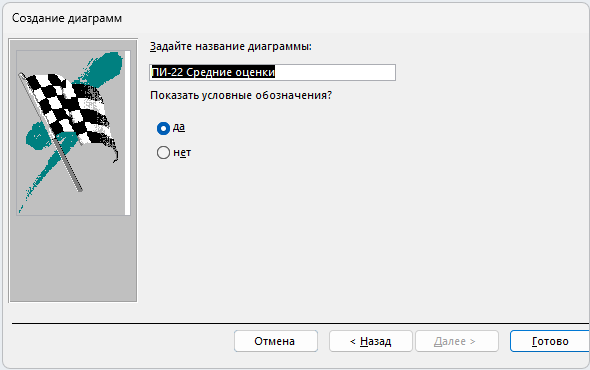 Создание диаграмм
Задайте название диаграммы:
ПИ-22 Средние оценки
Показать условные обозначения?
да
нет
Отмена
< Назад
Далее >
Готово